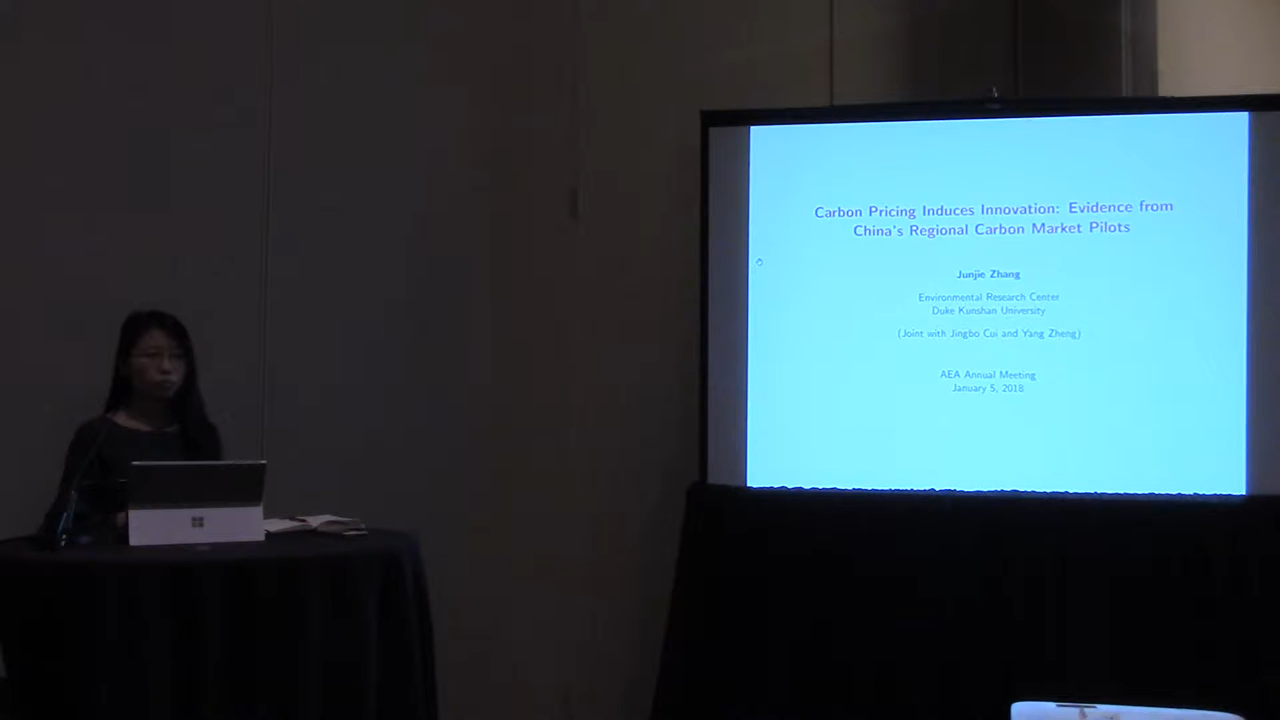 Carbon Pricing Induces Innovation: Evidence from
China's Regional Carbon Market Pilots
Junjie Zhang
Environmental Research Center
Duke Kunshan University
(Joint with Jingbo Cui and Yang Zheng)
AEA Annual Meeting
January 5, 2018